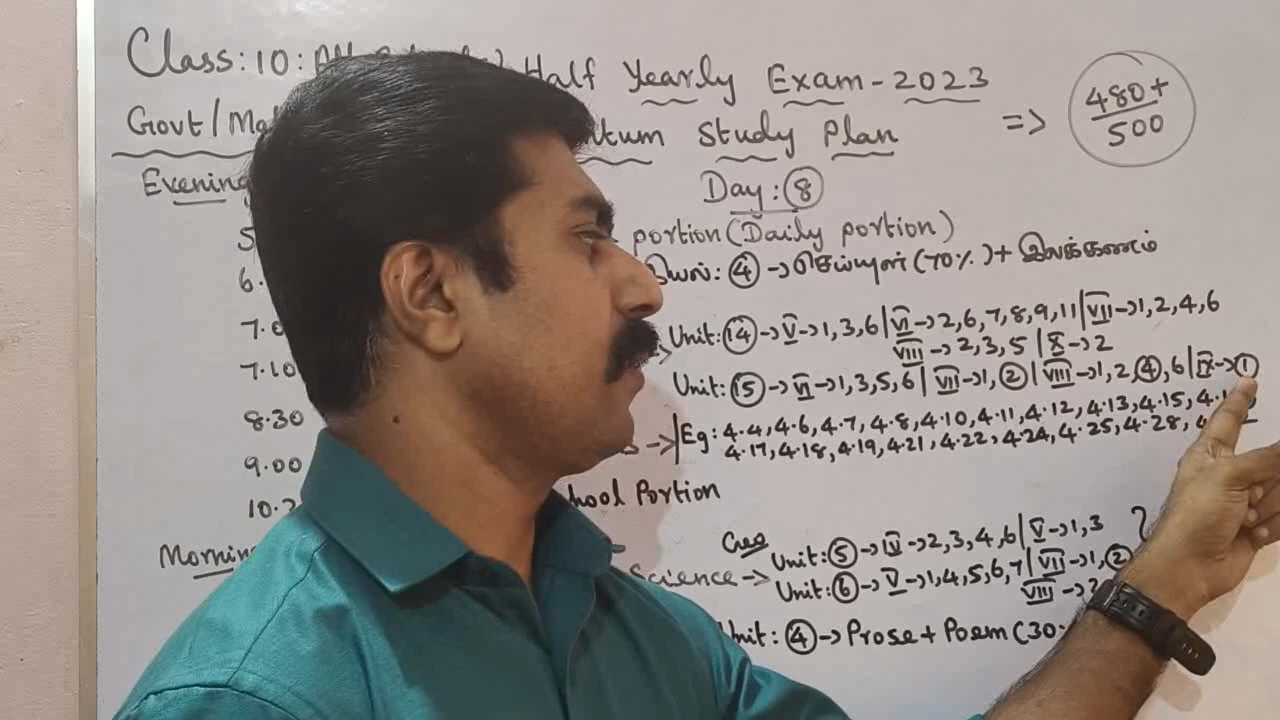 Class: 10: Half Yearly Exam - 2023
Govt/ Study Plan => 480+/500
Evening Day: 8
portion (Daily portion)
6. இயல்: 4 → செய்யுள் (70%) + இலக்கணம்
7.0 Unit: 14 → V → 1, 3, 6 | VI → 2, 6, 7, 8, 9, 11 | VII → 1, 2, 4, 6
VIII → 2, 3, 5 | X → 2
7.10 Unit: 15 → VI → 1, 3, 5, 6 | VII → 1, 2 | VIII → 1, 2, 4, 6 | IX → 1
8.30 → Eg: 4.4, 4.6, 4.7, 4.8, 4.10, 4.11, 4.12, 4.13, 4.15,
4.17, 4.18, 4.19, 4.21, 4.22, 4.24, 4.25, 4.28,
9.00
10. Portion
Geo Unit: 5 → IV → 2, 3, 4, 6 | V → 1, 3
Science → Unit: 6 → V → 1, 4, 5, 6, 7 | VII → 1, 2
VIII →
Unit: 4 → Prose + Poem (30